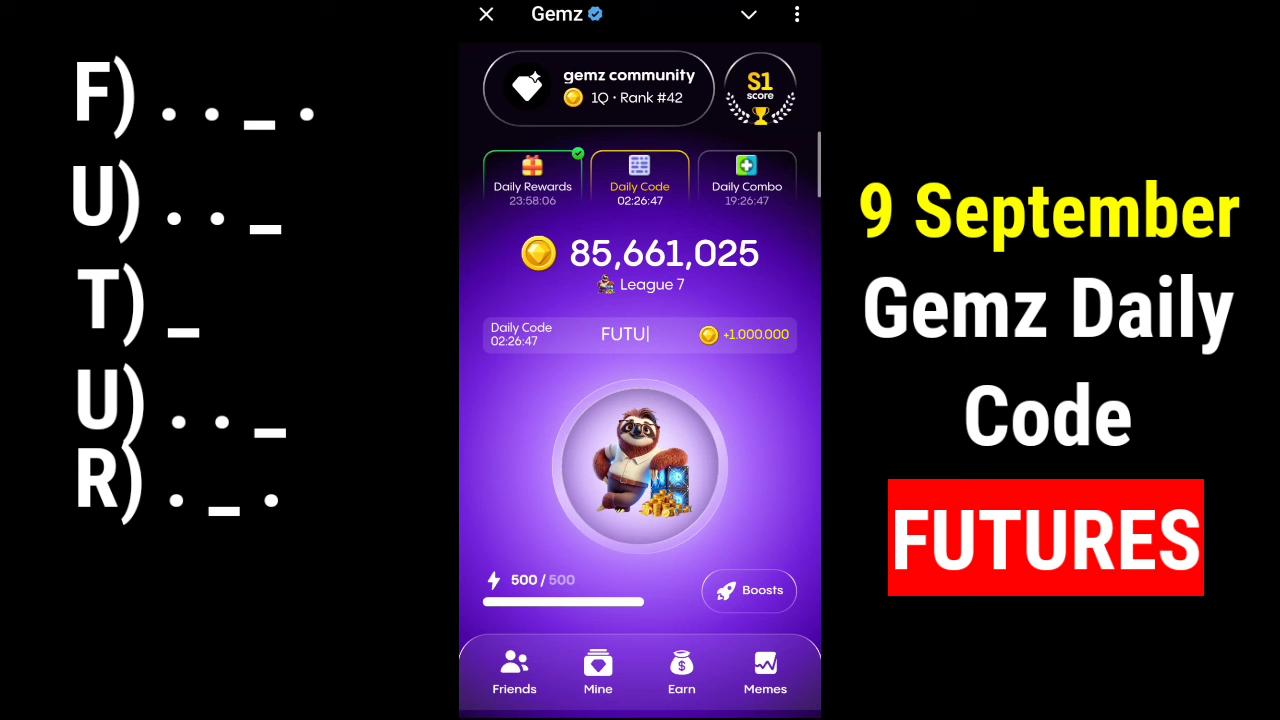 F) . . _ .
U) . . _
T) _
U) . . _
R) . _ .
Gemz
gemz community
1Q · Rank #42
S1
score
Daily Rewards
23:58:06
Daily Code
02:26:47
Daily Combo
19:26:47
85,661,025
League 7
Daily Code
02:26:47
FUTU|
+1.000.000
500 / 500
Boosts
Friends
Mine
Earn
Memes
9 September
Gemz Daily
Code
FUTURES